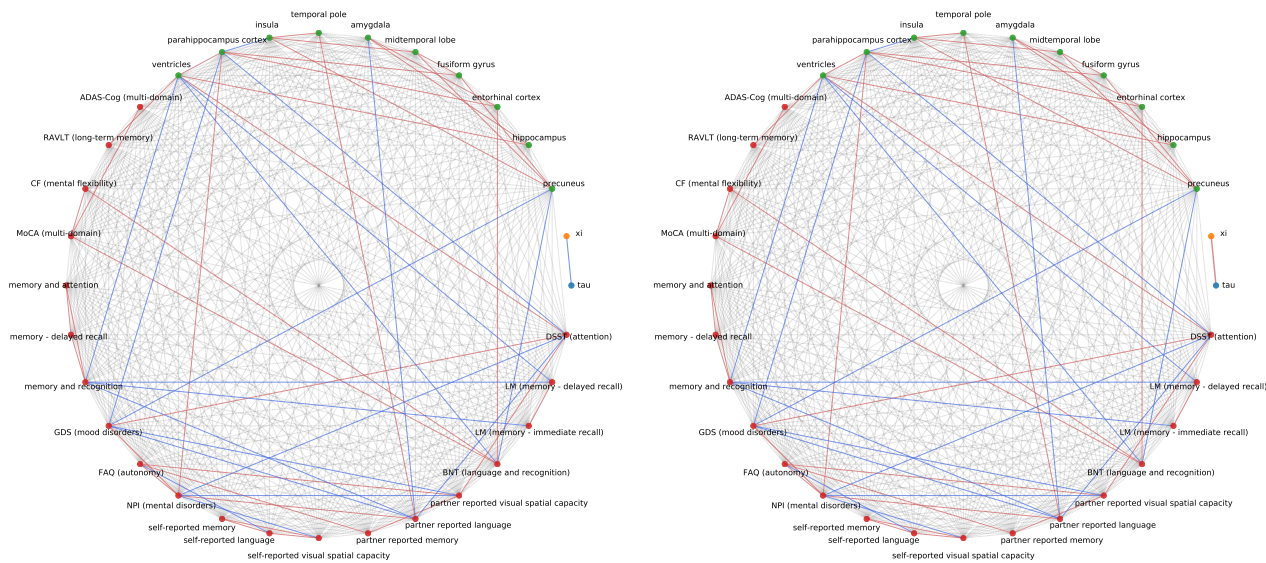 temporal pole
insula
amygdala
parahippocampus cortex
midtemporal lobe
ventricles
fusiform gyrus
ADAS-Cog (multi-domain)
entorhinal cortex
RAVLT (long-term memory)
hippocampus
CF (mental flexibility)
precuneus
MoCA (multi-domain)
xi
memory and attention
tau
memory - delayed recall
DSST (attention)
memory and recognition
LM (memory - delayed recall)
GDS (mood disorders)
LM (memory - immediate recall)
FAQ (autonomy)
BNT (language and recognition)
NPI (mental disorders)
partner reported visual spatial capacity
self-reported memory
partner reported language
self-reported language
partner reported memory
self-reported visual spatial capacity
temporal pole
insula
amygdala
parahippocampus cortex
midtemporal lobe
ventricles
fusiform gyrus
ADAS-Cog (multi-domain)
entorhinal cortex
RAVLT (long-term memory)
hippocampus
CF (mental flexibility)
precuneus
MoCA (multi-domain)
xi
memory and attention
tau
memory - delayed recall
DSST (attention)
memory and recognition
LM (memory - delayed recall)
GDS (mood disorders)
LM (memory - immediate recall)
FAQ (autonomy)
BNT (language and recognition)
NPI (mental disorders)
partner reported visual spatial capacity
self-reported memory
partner reported language
self-reported language
partner reported memory
self-reported visual spatial capacity